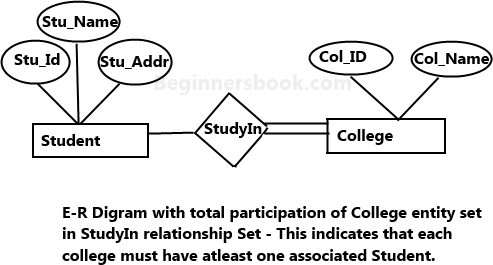 Stu_Name
Stu_Id
Stu_Addr
Col_ID
Col_Name
Beginnersbook.com
Student
StudyIn
College
E-R Digram with total participation of College entity set
in StudyIn relationship Set - This indicates that each
college must have atleast one associated Student.